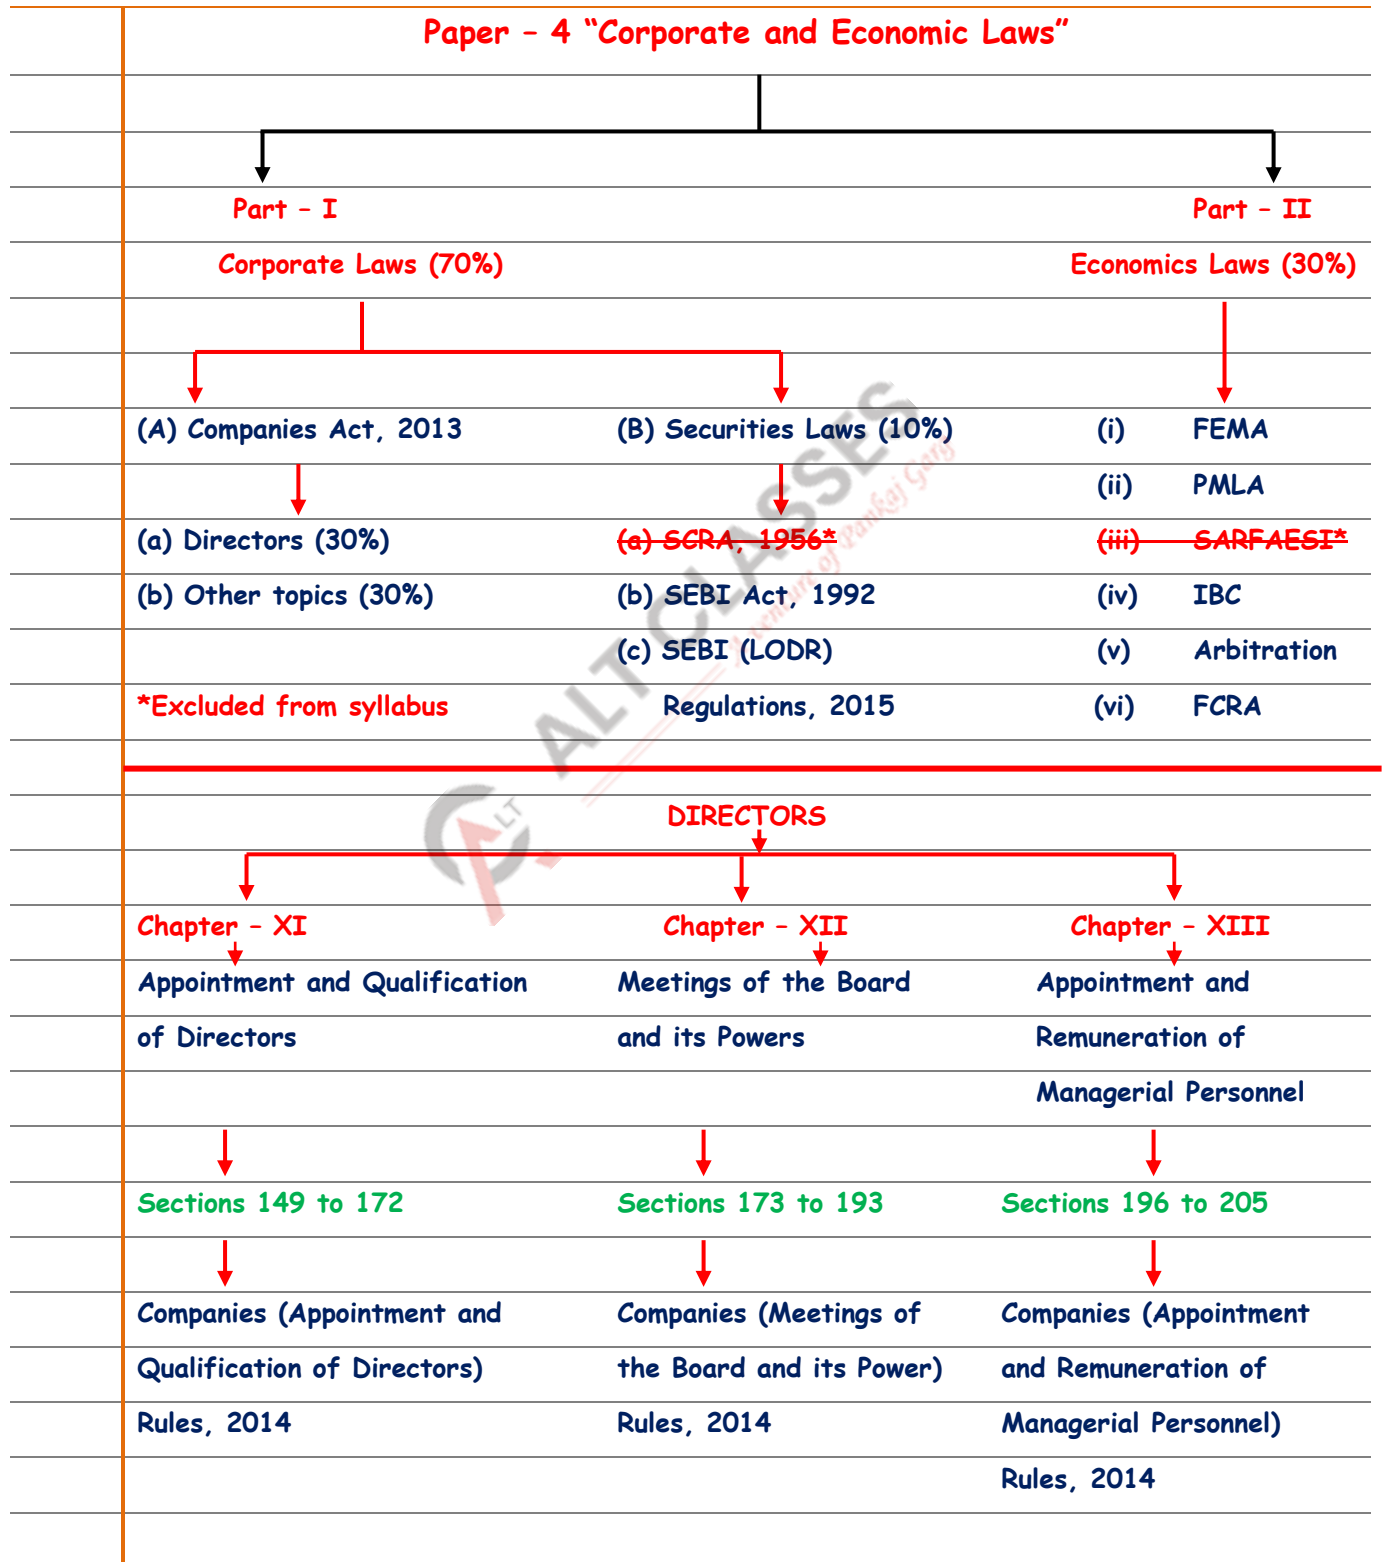 Paper – 4 “Corporate and Economic Laws”
Part – I
Part – II
Corporate Laws (70%)
Economics Laws (30%)
(A) Companies Act, 2013
(B) Securities Laws (10%)
(i) FEMA
(ii) PMLA
(a) Directors (30%)
(a) SCRA, 1956*
(iii) SARFAESI*
(b) Other topics (30%)
(b) SEBI Act, 1992
(iv) IBC
(c) SEBI (LODR)
(v) Arbitration
*Excluded from syllabus
Regulations, 2015
(vi) FCRA
ALT CLASSES
A venture of Pankaj Garg
LT
DIRECTORS
Chapter – XI
Chapter – XII
Chapter – XIII
Appointment and Qualification
of Directors
Meetings of the Board
and its Powers
Appointment and
Remuneration of
Managerial Personnel
Sections 149 to 172
Sections 173 to 193
Sections 196 to 205
Companies (Appointment and
Qualification of Directors)
Rules, 2014
Companies (Meetings of
the Board and its Power)
Rules, 2014
Companies (Appointment
and Remuneration of
Managerial Personnel)
Rules, 2014